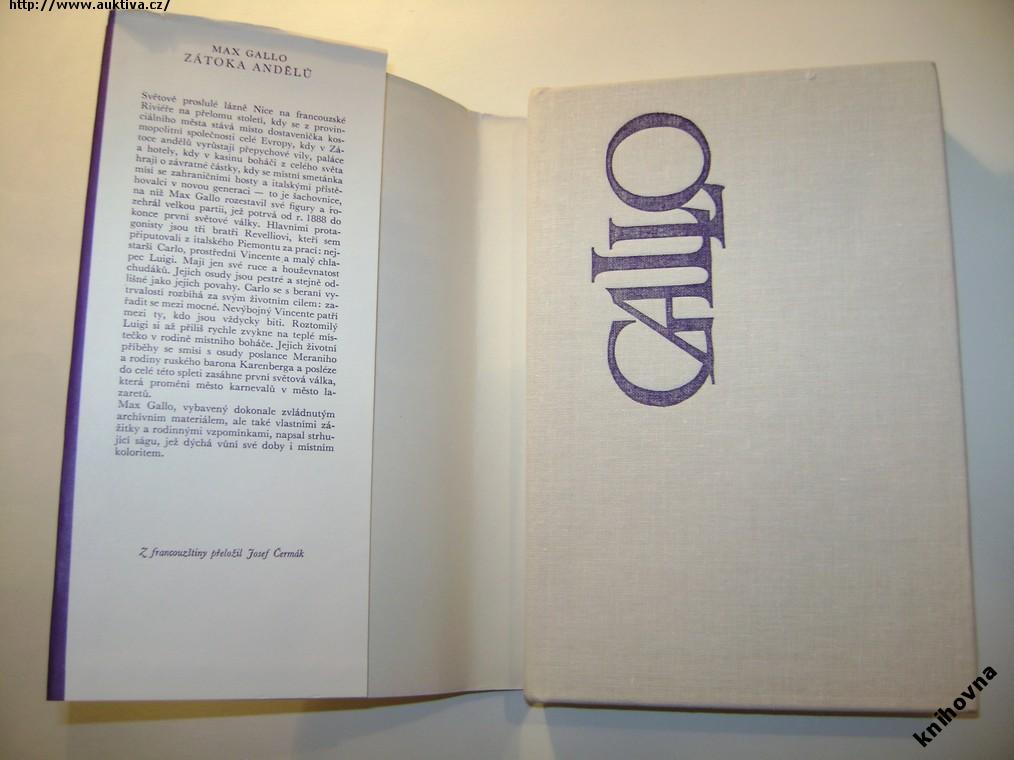 http://www.auktiva.cz/
MAX GALLO
ZÁTOKA ANDĚLŮ
Světově proslulé lázně Nice na francouzské
Riviéře na přelomu století, kdy se z provin-
ciálního města stává místo dostaveníčka kos-
mopolitní společnosti celé Evropy, kdy v Zá-
toce andělů vyrůstají přepychové vily, paláce
a hotely, kdy v kasinu boháči z celého světa
hrají o závratné částky, kdy se místní smetánka
mísí se zahraničními hosty a italskými přistě-
hovalci v novou generaci — to je šachovnice,
na níž Max Gallo rozestavil své figury a ro-
zehrál velkou partii, jež potrvá od r. 1888 do
konce první světové války. Hlavními prota-
gonisty jsou tři bratři Revelliovi, kteří sem
připutovali z italského Piemontu za prací: nej-
starší Carlo, prostřední Vincente a malý chla-
pec Luigi. Mají jen své ruce a houževnatost
chudáků. Jejich osudy jsou pestré a stejně od-
lišné jako jejich povahy. Carlo se s beraní vy-
trvalostí rozbíhá za svým životním cílem: za-
řadit se mezi mocné. Nevýbojný Vincente patří
mezi ty, kdo jsou vždycky biti. Roztomilý
Luigi si až příliš rychle zvykne na teplé mís-
tečko v rodině místního boháče. Jejich životní
příběhy se smísí s osudy poslance Meraniho
a rodiny ruského barona Karenberga a posléze
do celé této spleti zasáhne první světová válka,
která promění město karnevalů v město la-
zaretů.
Max Gallo, vybavený dokonale zvládnutým
archívním materiálem, ale také vlastními zá-
žitky a rodinnými vzpomínkami, napsal strhu-
jící ságu, jež dýchá vůní své doby i místním
koloritem.
Z francouzštiny přeložil Josef Čermák
GALLO
knihovna